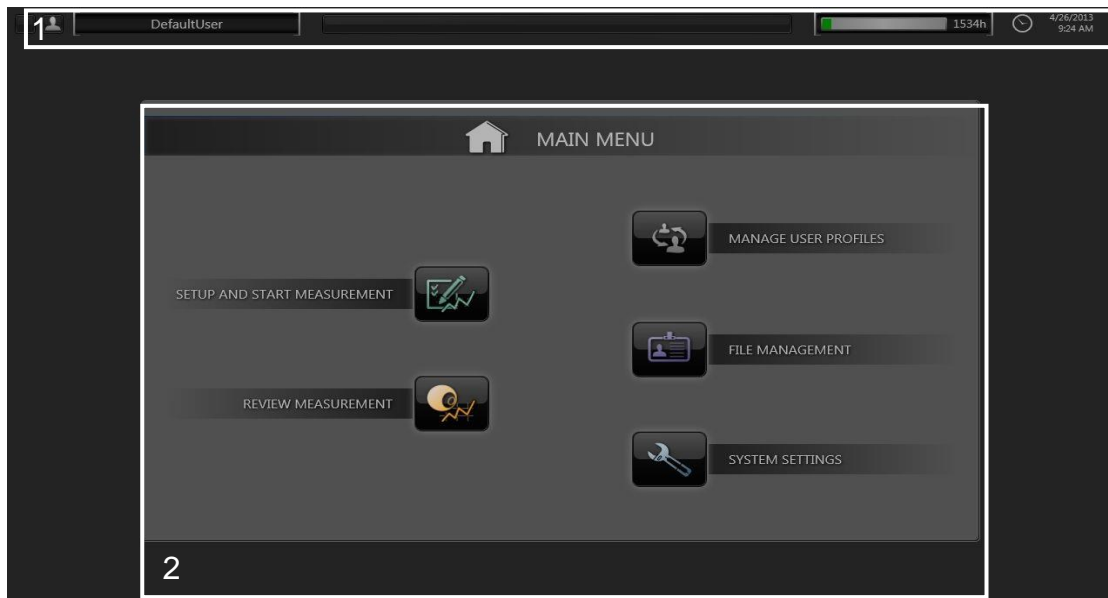 1
DefaultUser
1534h
4/26/2013
9:24 AM
MAIN MENU
MANAGE USER PROFILES
SETUP AND START MEASUREMENT
FILE MANAGEMENT
REVIEW MEASUREMENT
SYSTEM SETTINGS
2